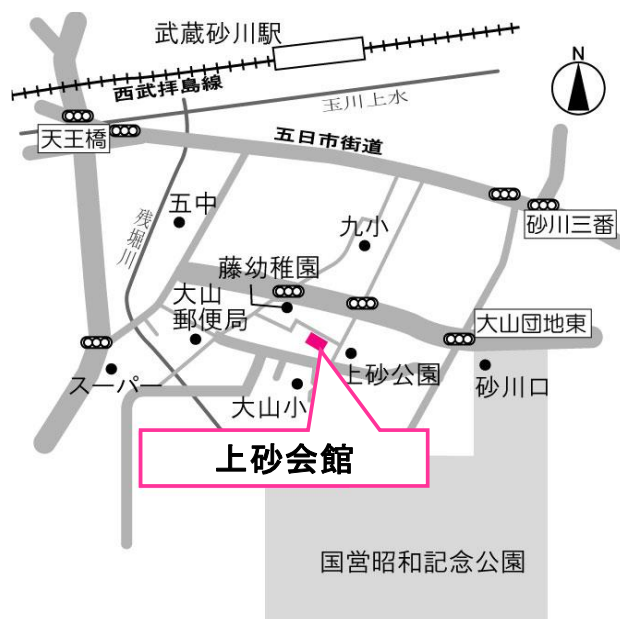 武蔵砂川駅
N
西武拝島線
玉川上水
天王橋
五日市街道
五中
九小
砂川三番
残堀川
藤幼稚園
大山
郵便局
大山団地東
スーパー
大山小
上砂公園
砂川口
上砂会館
国営昭和記念公園